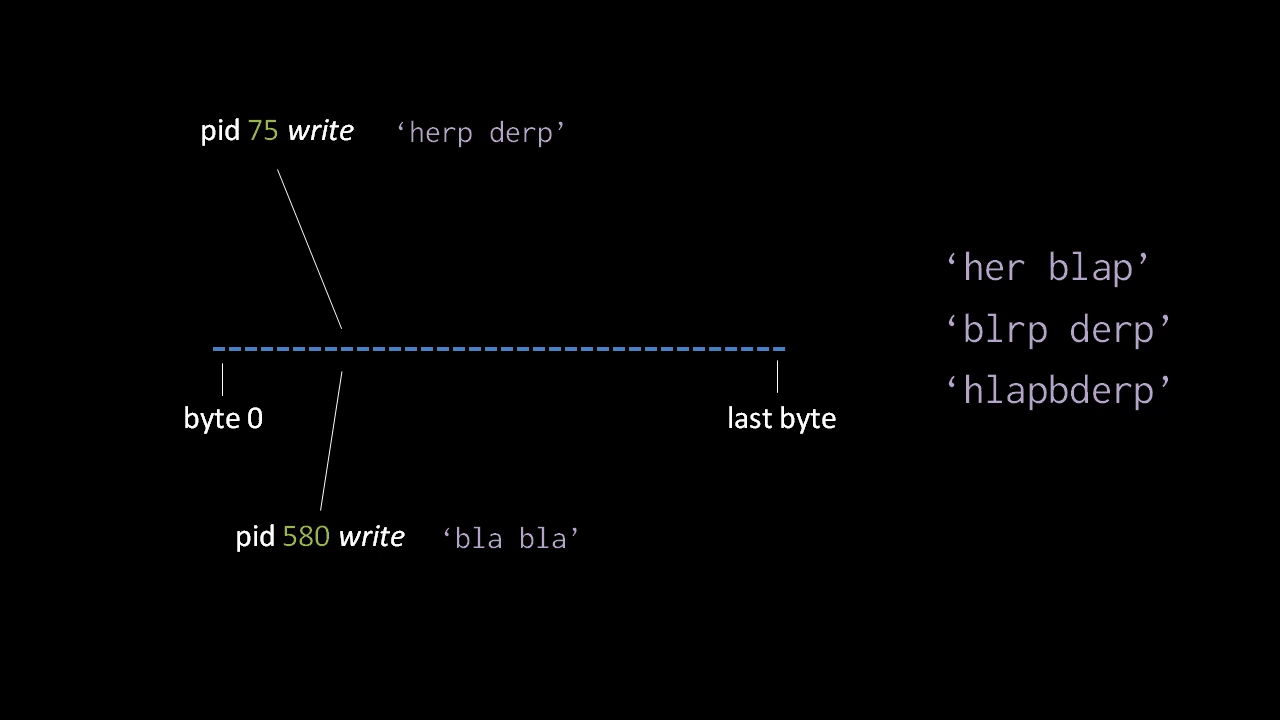 pid 75 write ‘herp derp’
‘her blap’
‘blrp derp’
‘hlapbderp’
byte 0 last byte
pid 580 write ‘bla bla’